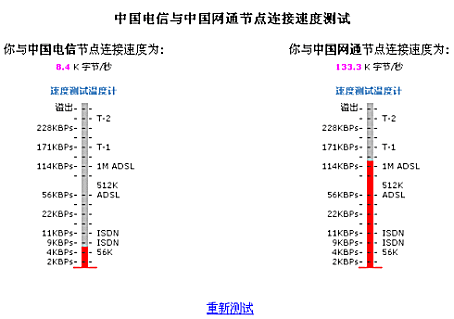 中国电信与中国网通节点连接速度测试
你与中国电信节点连接速度为:
8.4 K 字节/秒
速度测试温度计
溢出
T-2
228KBPs
171KBPs
T-1
114KBPs
1M ADSL
512K
56KBPs
ADSL
22KBPs
11KBPs
ISDN
9KBPs
ISDN
4KBPs
56K
2KBPs
你与中国网通节点连接速度为:
133.3 K 字节/秒
速度测试温度计
溢出
T-2
228KBPs
171KBPs
T-1
114KBPs
1M ADSL
512K
56KBPs
ADSL
22KBPs
11KBPs
ISDN
9KBPs
ISDN
4KBPs
56K
2KBPs
重新测试